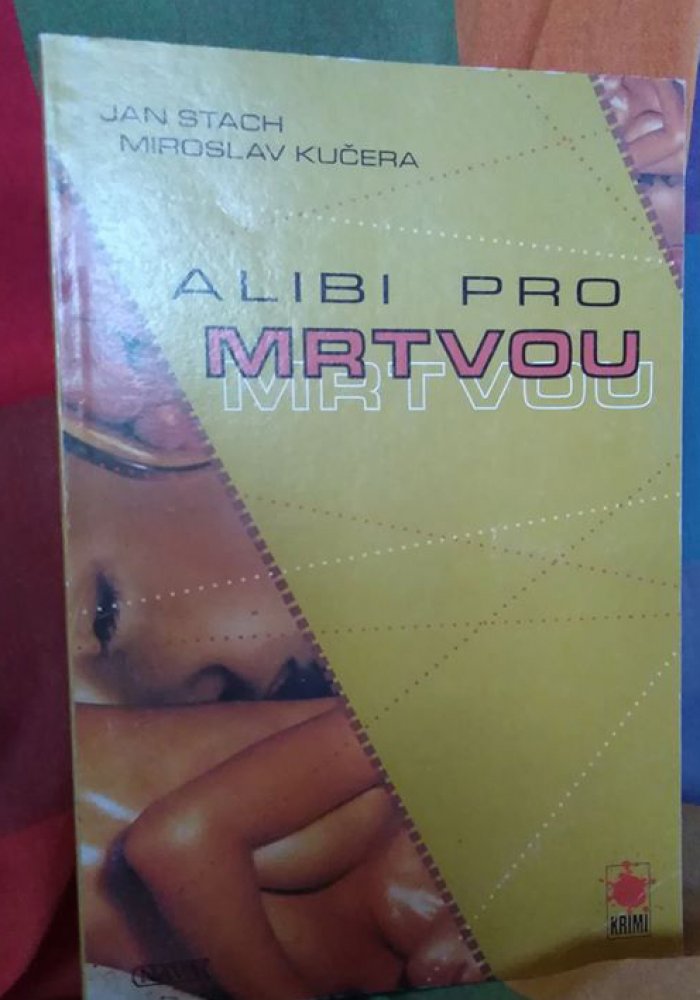 JAN STACH
MIROSLAV KUČERA
ALIBI PRO
MRTVOU
MRTVOU
KRIMI